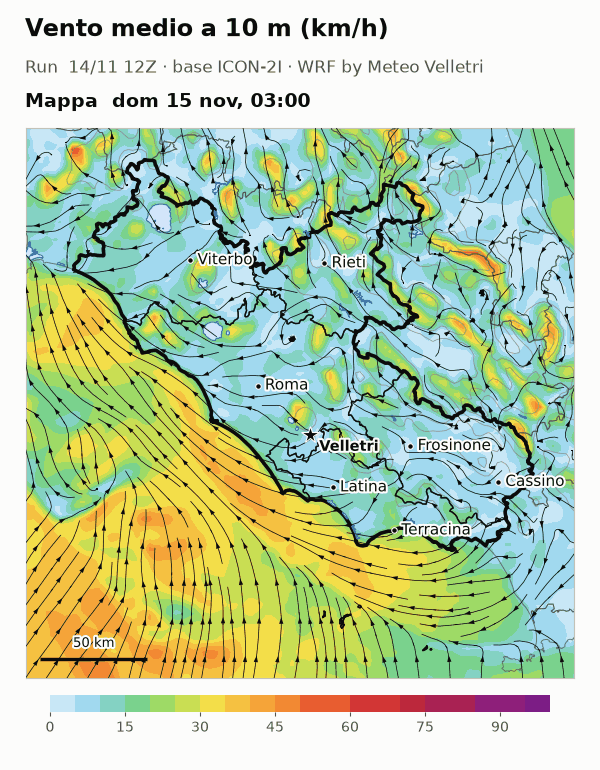 Vento medio a 10 m (km/h)
Run  14/11 12Z · base ICON-2I · WRF by Meteo Velletri
Mappa  dom 15 nov, 03:00
Viterbo
Rieti
Roma
Velletri
Frosinone
Cassino
Latina
Terracina
50 km
0 15 30 45 60 75 90